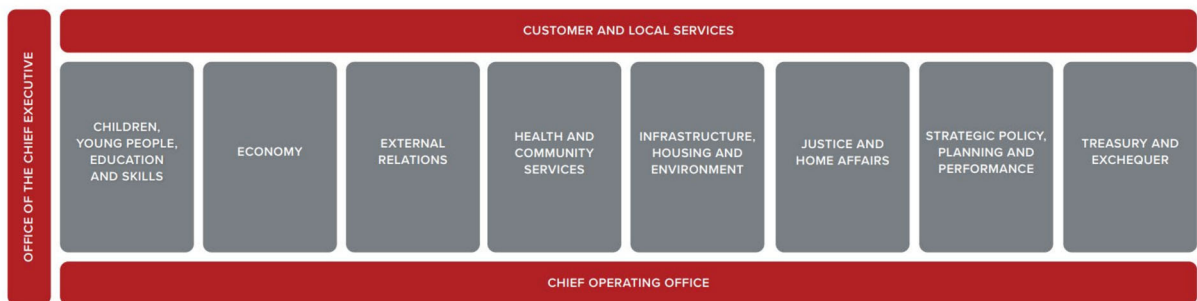 OFFICE OF THE CHIEF EXECUTIVE
CUSTOMER AND LOCAL SERVICES
CHILDREN,
YOUNG PEOPLE,
EDUCATION
AND SKILLS
ECONOMY
EXTERNAL
RELATIONS
HEALTH AND
COMMUNITY
SERVICES
INFRASTRUCTURE,
HOUSING AND
ENVIRONMENT
JUSTICE AND
HOME AFFAIRS
STRATEGIC POLICY,
PLANNING AND
PERFORMANCE
TREASURY AND
EXCHEQUER
CHIEF OPERATING OFFICE